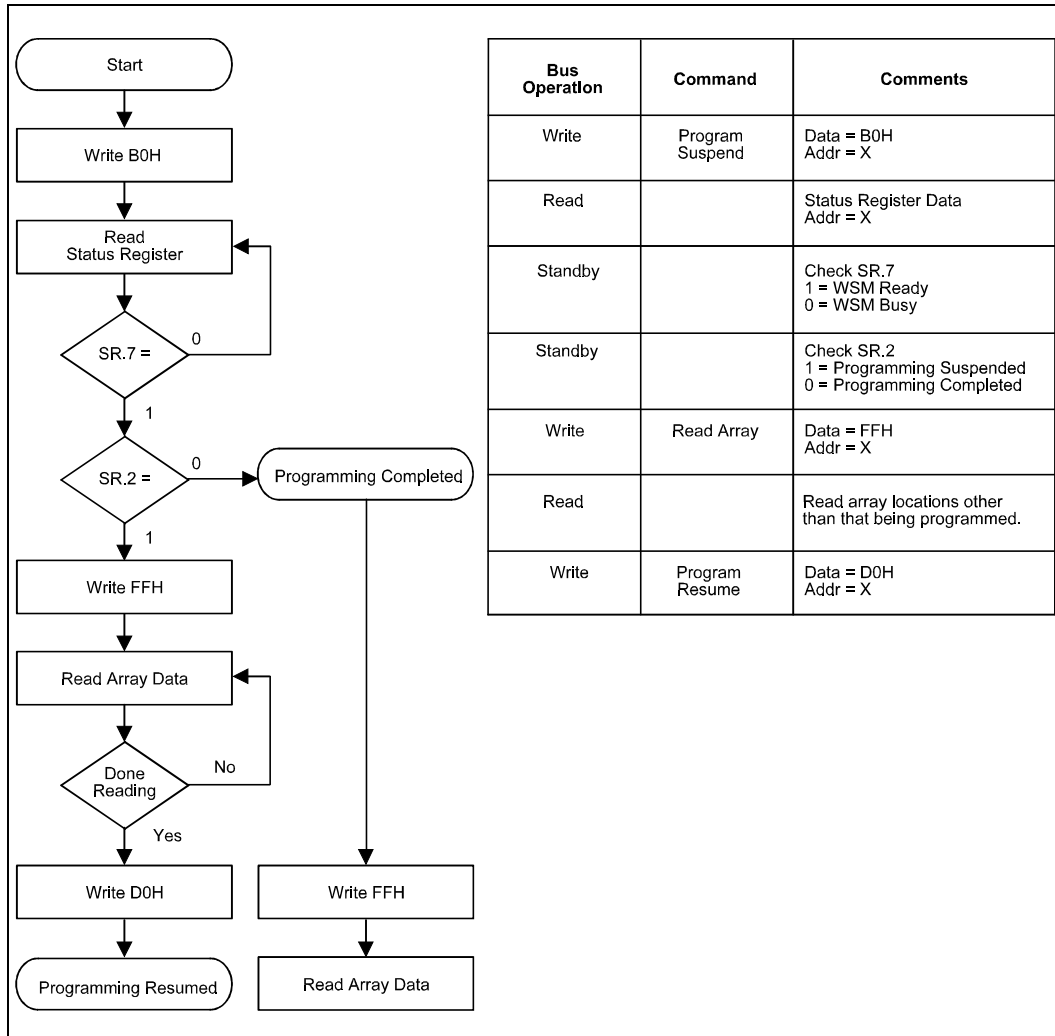 Start
Write B0H
Read
Status Register
SR.7 =
0
1
SR.2 =
0
Programming Completed
1
Write FFH
Read Array Data
Done
Reading
No
Yes
Write D0H
Write FFH
Programming Resumed
Read Array Data
Bus
Operation
Command
Comments
Write
Program
Suspend
Data = B0H
Addr = X
Read
Status Register Data
Addr = X
Standby
Check SR.7
1 = WSM Ready
0 = WSM Busy
Standby
Check SR.2
1 = Programming Suspended
0 = Programming Completed
Write
Read Array
Data = FFH
Addr = X
Read
Read array locations other
than that being programmed.
Write
Program
Resume
Data = D0H
Addr = X